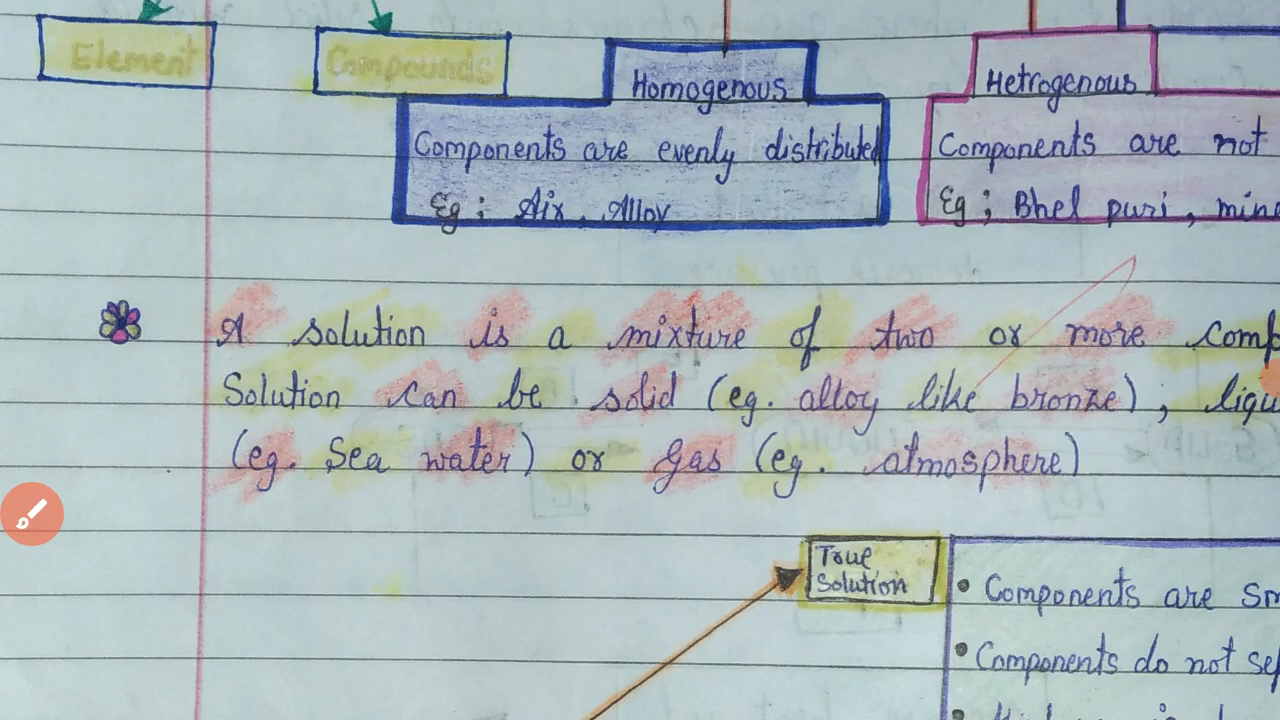 Element
Compounds
Homogenous
Components are evenly distributed
Eg ; Air, Alloy
Hetrogenous
Components are not
Eg ; Bhel puri,
A solution is a mixture of two or more
Solution can be solid (eg. alloy like bronze),
(eg. Sea water) or Gas (eg. atmosphere)
True
Solution
• Components are
• Components do not